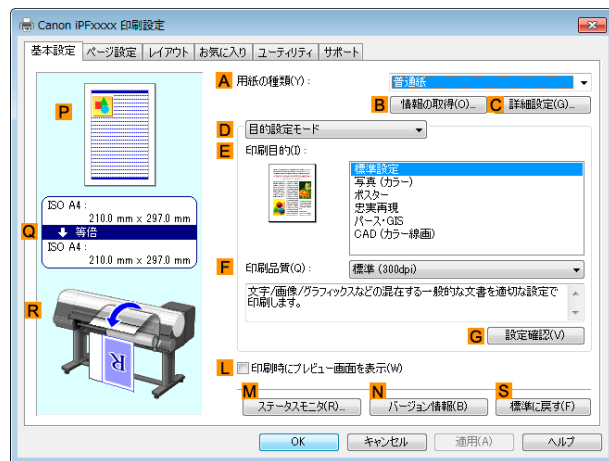 Canon iPFxxxx 印刷設定
基本設定 ページ設定 レイアウト お気に入り ユーティリティ サポート
A 用紙の種類(Y): 普通紙
B 情報の取得(O)... C 詳細設定(G)...
P
D 目的設定モード
E 印刷目的(I):
標準設定
写真 (カラー)
ポスター
忠実再現
パース・GIS
CAD (カラー線画)
ISO A4 :
210.0 mm x 297.0 mm
Q 等倍
ISO A4 :
210.0 mm x 297.0 mm
F 印刷品質(Q): 標準 (300dpi)
文字/画像/グラフィックスなどの混在する一般的な文書を適切な設定で
印刷します。
R
G 設定確認(V)
R
L 印刷時にプレビュー画面を表示(W)
M N S
ステータスモニタ(R)... バージョン情報(B) 標準に戻す(F)
OK キャンセル 適用(A) ヘルプ